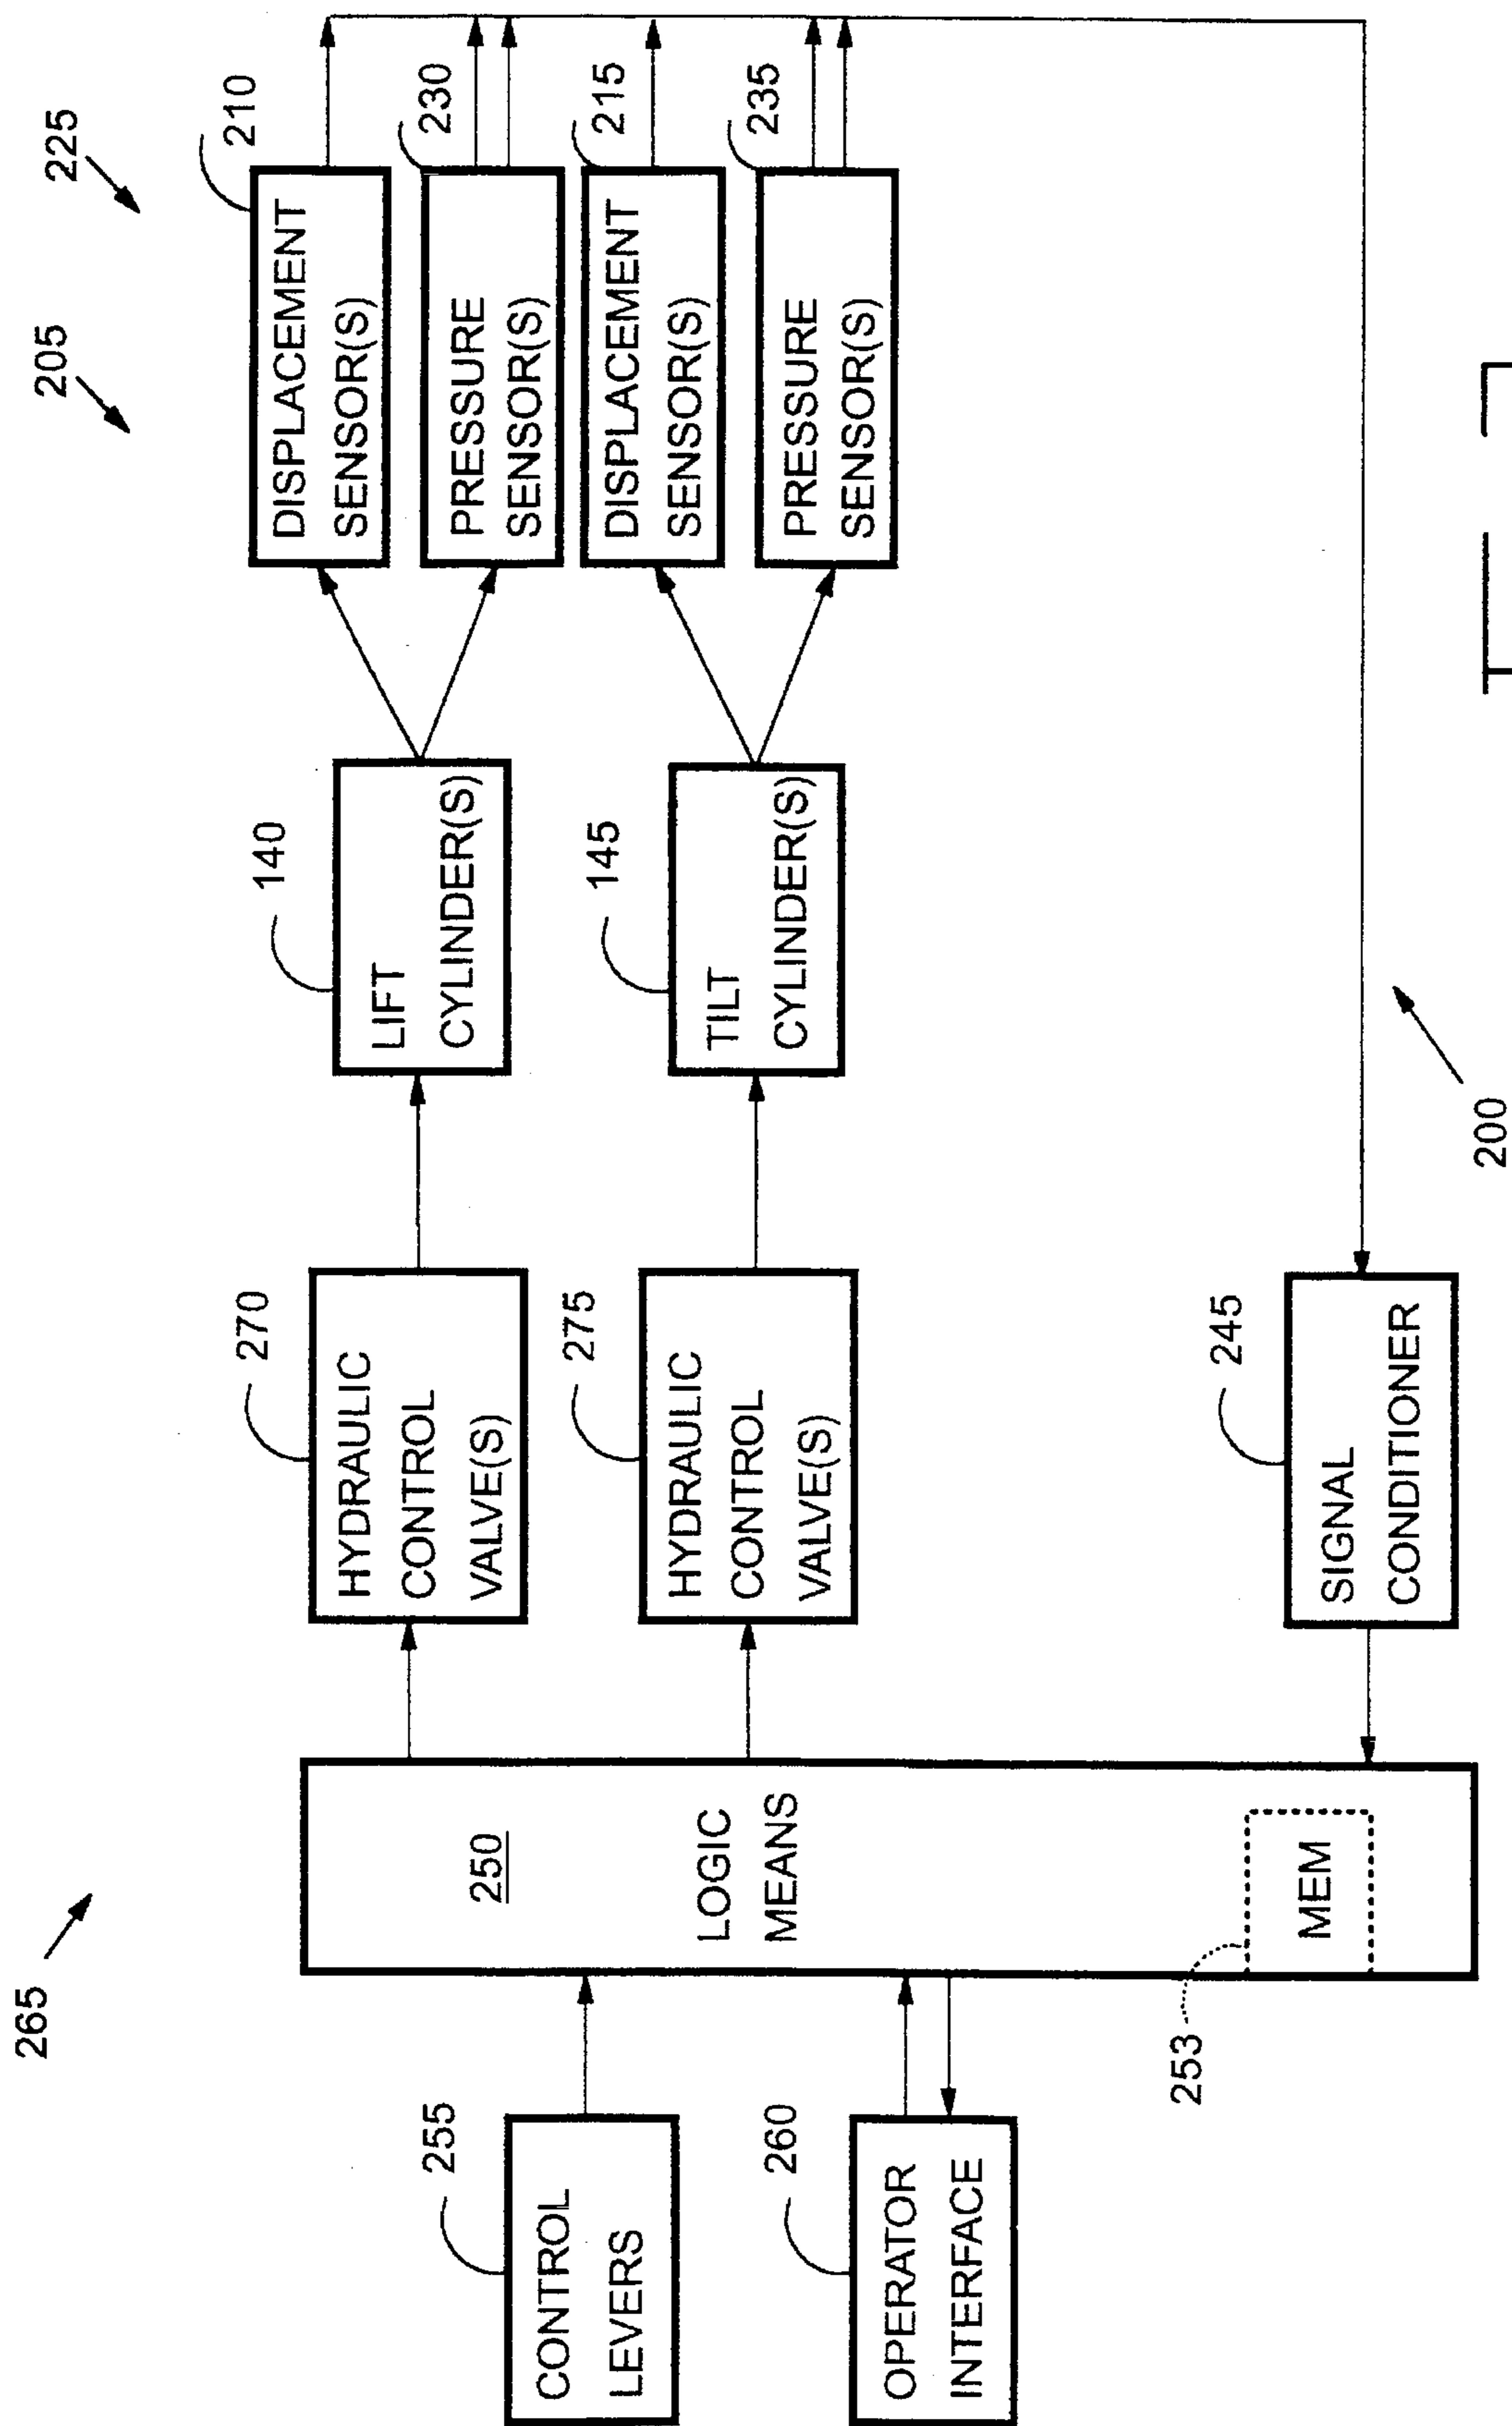 265
205
225
255
CONTROL
LEVERS
260
OPERATOR
INTERFACE
250
LOGIC
MEANS
253
MEM
270
HYDRAULIC
CONTROL
VALVE(S)
275
HYDRAULIC
CONTROL
VALVE(S)
140
LIFT
CYLINDER(S)
145
TILT
CYLINDER(S)
210
DISPLACEMENT
SENSOR(S)
230
PRESSURE
SENSOR(S)
215
DISPLACEMENT
SENSOR(S)
235
PRESSURE
SENSOR(S)
245
SIGNAL
CONDITIONER
200